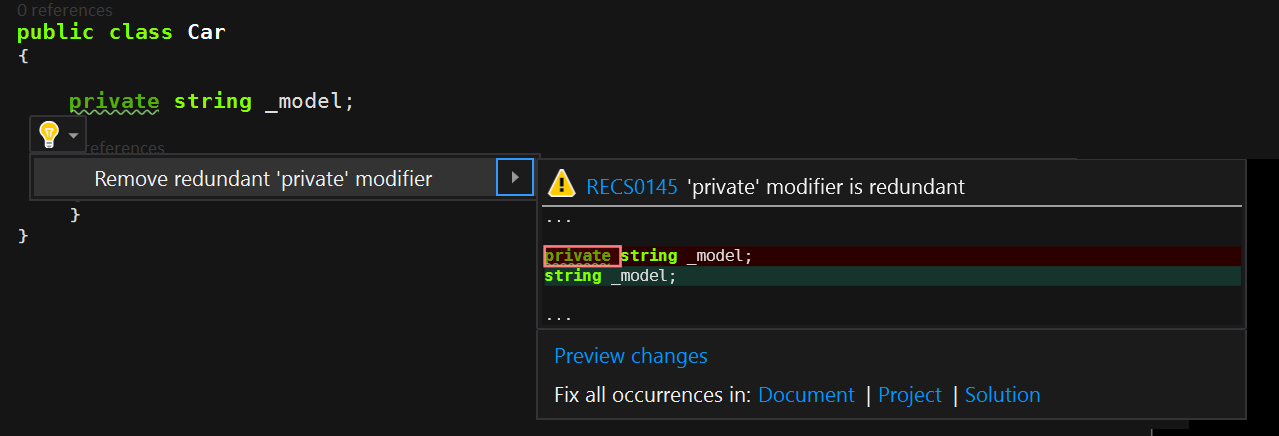 0 references
public class Car
{
private string _model;
references
Remove redundant 'private' modifier
}
}
RECS0145 'private' modifier is redundant
...
private string _model;
string _model;
...
Preview changes
Fix all occurrences in: Document | Project | Solution